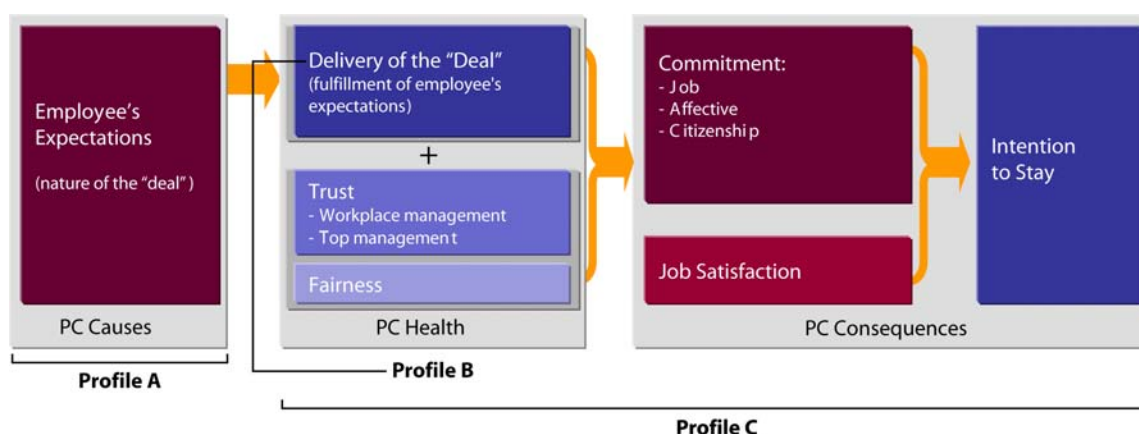 Employee's
Expectations
(nature of the “deal”)
PC Causes
Profile A
Delivery of the “Deal”
(fulfillment of employee's
expectations)
+
Trust
- Workplace management
- Top management
Fairness
PC Health
Profile B
Commitment:
- Job
- Affective
- Citizenship
Job Satisfaction
Intention
to Stay
PC Consequences
Profile C